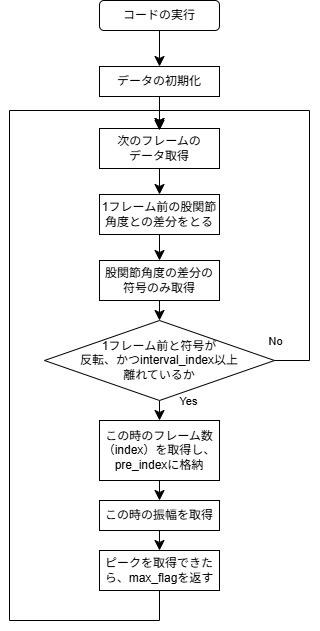 コードの実行
データの初期化
次のフレームの
データ取得
1フレーム前の股関節
角度との差分をとる
股関節角度の差分の
符号のみ取得
1フレーム前と符号が
反転、かつinterval_index以上
離れているか
No
Yes
この時のフレーム数
（index）を取得し、
pre_indexに格納
この時の振幅を取得
ピークを取得できた
ら、max_flagを返す